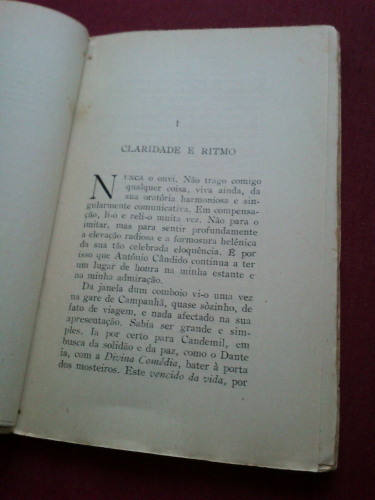 I
CLARIDADE E RITMO
NUNCA o ouvi. Não trago comigo
qualquer coisa, viva ainda, da
sua oratória harmoniosa e sin-
gularmente comunicativa. Em compensa-
ção, li-o e reli-o muita vez. Não para o
imitar, mas para sentir profundamente
a elevação radiosa e a formosura helénica
da sua tão celebrada eloquência. E por
isso que António Cândido continua a ter
um lugar de honra na minha estante e
na minha admiração.
Da janela dum comboio vi-o uma vez
na gare de Campanhã, quase sòzinho, de
fato de viagem, e nada afectado na sua
apresentação. Sabia ser grande e sim-
ples. Ia por certo para Candemil, em
busca da solidão e da paz, como o Dante
ia, com a Divina Comédia, bater à porta
dos mosteiros. Este vencido da vida, por